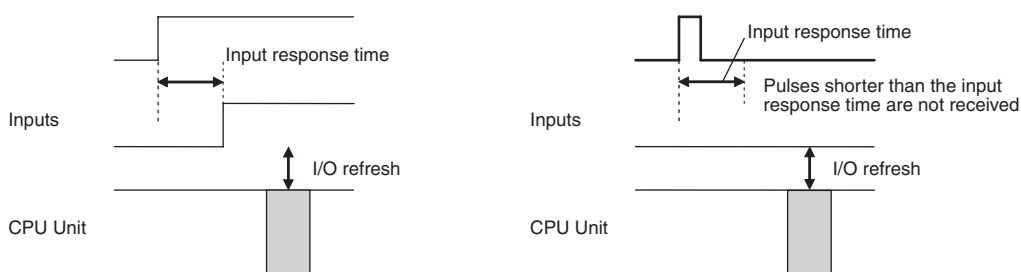 Input response time
Inputs
I/O refresh
CPU Unit
Input response time
Pulses shorter than the input
response time are not received
Inputs
I/O refresh
CPU Unit